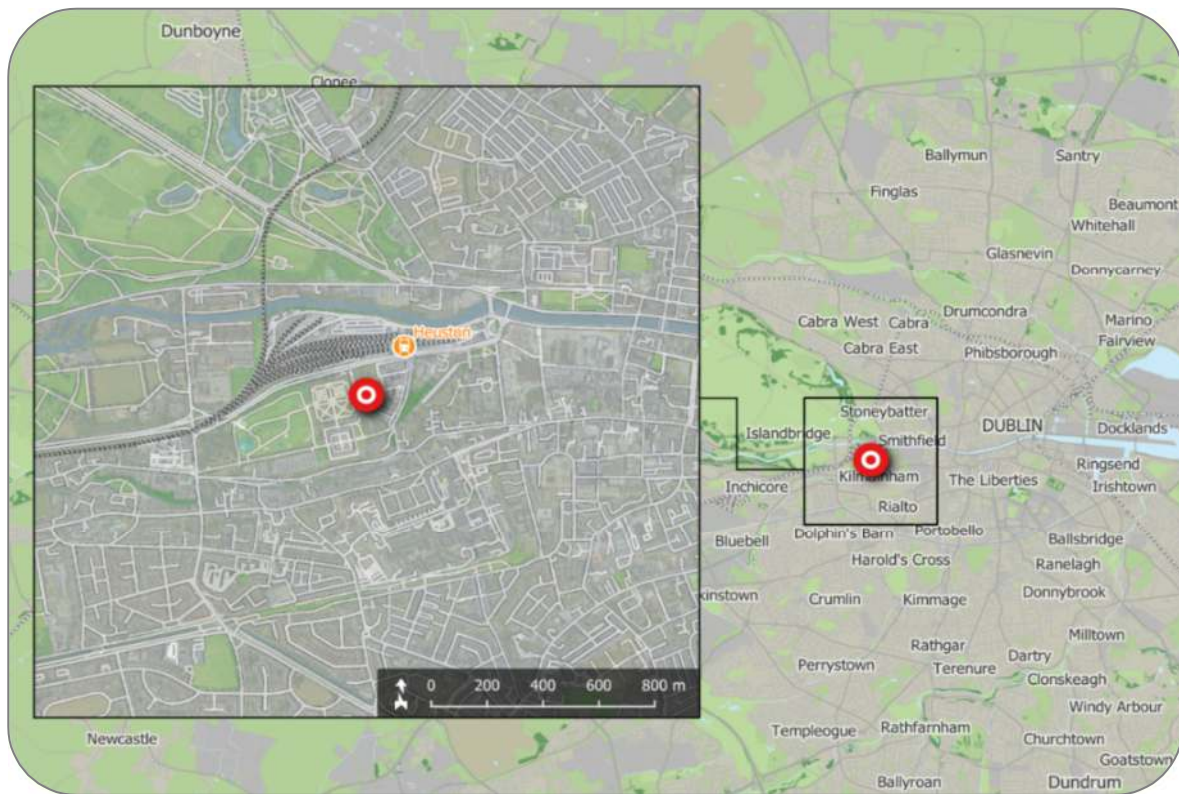 Dunboyne
Clonee
Heuston
0 200 400 600 800 m
Newcastle
Ballymun
Santry
Finglas
Beaumont
Whitehall
Glasnevin
Donnycarney
Drumcondra
Cabra West
Cabra
Marino
Fairview
Cabra East
Phibsborough
Stoneybatter
DUBLIN
Docklands
Islandbridge
Smithfield
Ringsend
Kilmainham
The Liberties
Inchicore
Irishtown
Rialto
Dolphin's Barn
Portobello
Bluebell
Ballsbridge
Harold's Cross
Ranelagh
kinstown
Crumlin
Kimmage
Donnybrook
Milltown
Rathgar
Dartry
Perrystown
Terenure
Clonskeagh
Windy Arbour
Templeogue
Rathfarnham
Churchtown
Goatstown
Ballyroan
Dundrum